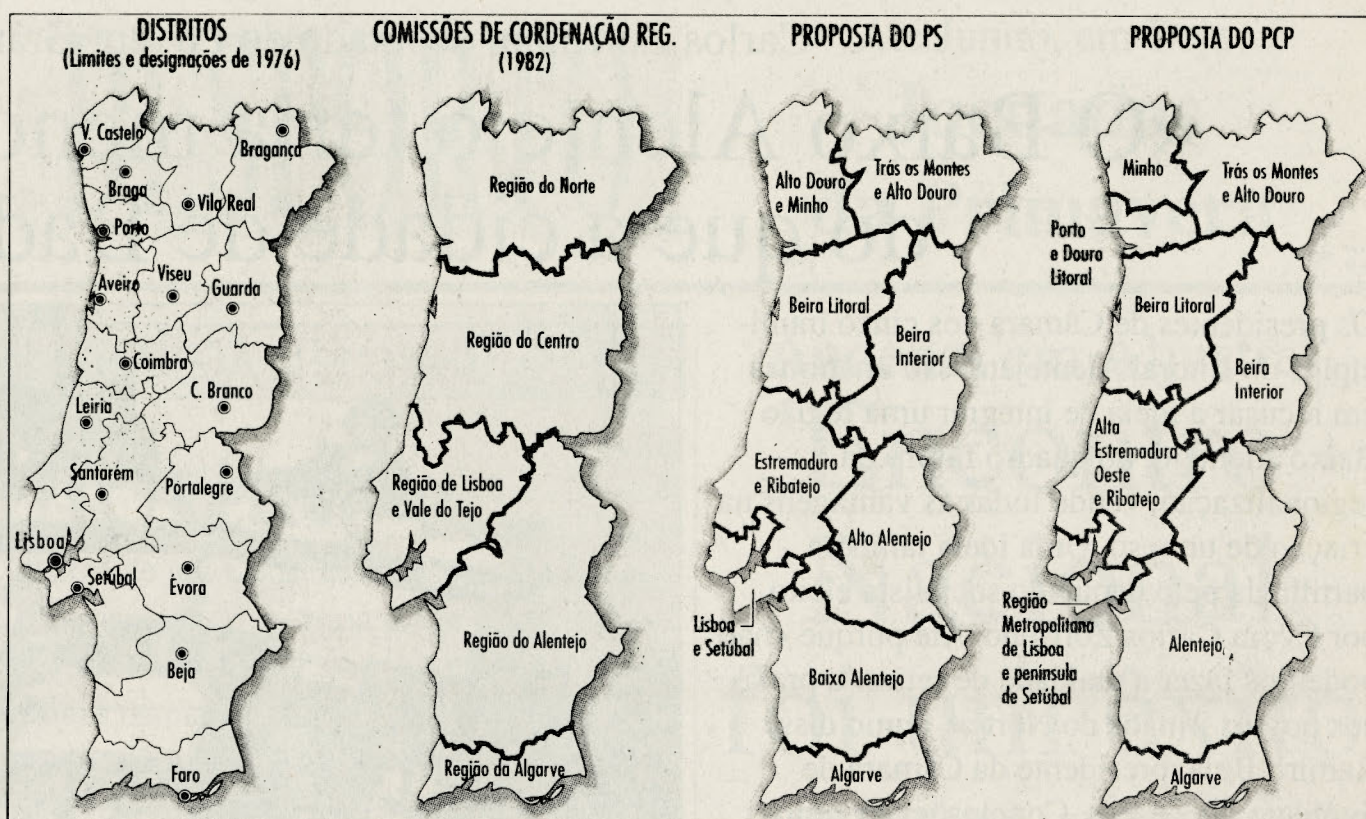 DISTRITOS
(Limites e designações de 1976)
V. Castelo
Bragança
Braga
Vila Real
Porto
Aveiro
Viseu
Guarda
Coimbra
C. Branco
Leiria
Santarém
Portalegre
Lisboa
Setúbal
Évora
Beja
Faro
COMISSÕES DE CORDENAÇÃO REG.
(1982)
Região do Norte
Região do Centro
Região de Lisboa
e Vale do Tejo
Região do Alentejo
Região da Algarve
PROPOSTA DO PS
Alto Douro
e Minho
Trás os Montes
e Alto Douro
Beira Litoral
Beira
Interior
Estremadura
e Ribatejo
Alto Alentejo
Lisboa
e Setúbal
Baixo Alentejo
Algarve
PROPOSTA DO PCP
Minho
Trás os Montes
e Alto Douro
Porto
e Douro
Litoral
Beira Litoral
Beira
Interior
Alta
Estremadura
Oeste
e Ribatejo
Região
Metropolitana
de Lisboa
e península
de Setúbal
Alentejo
Algarve